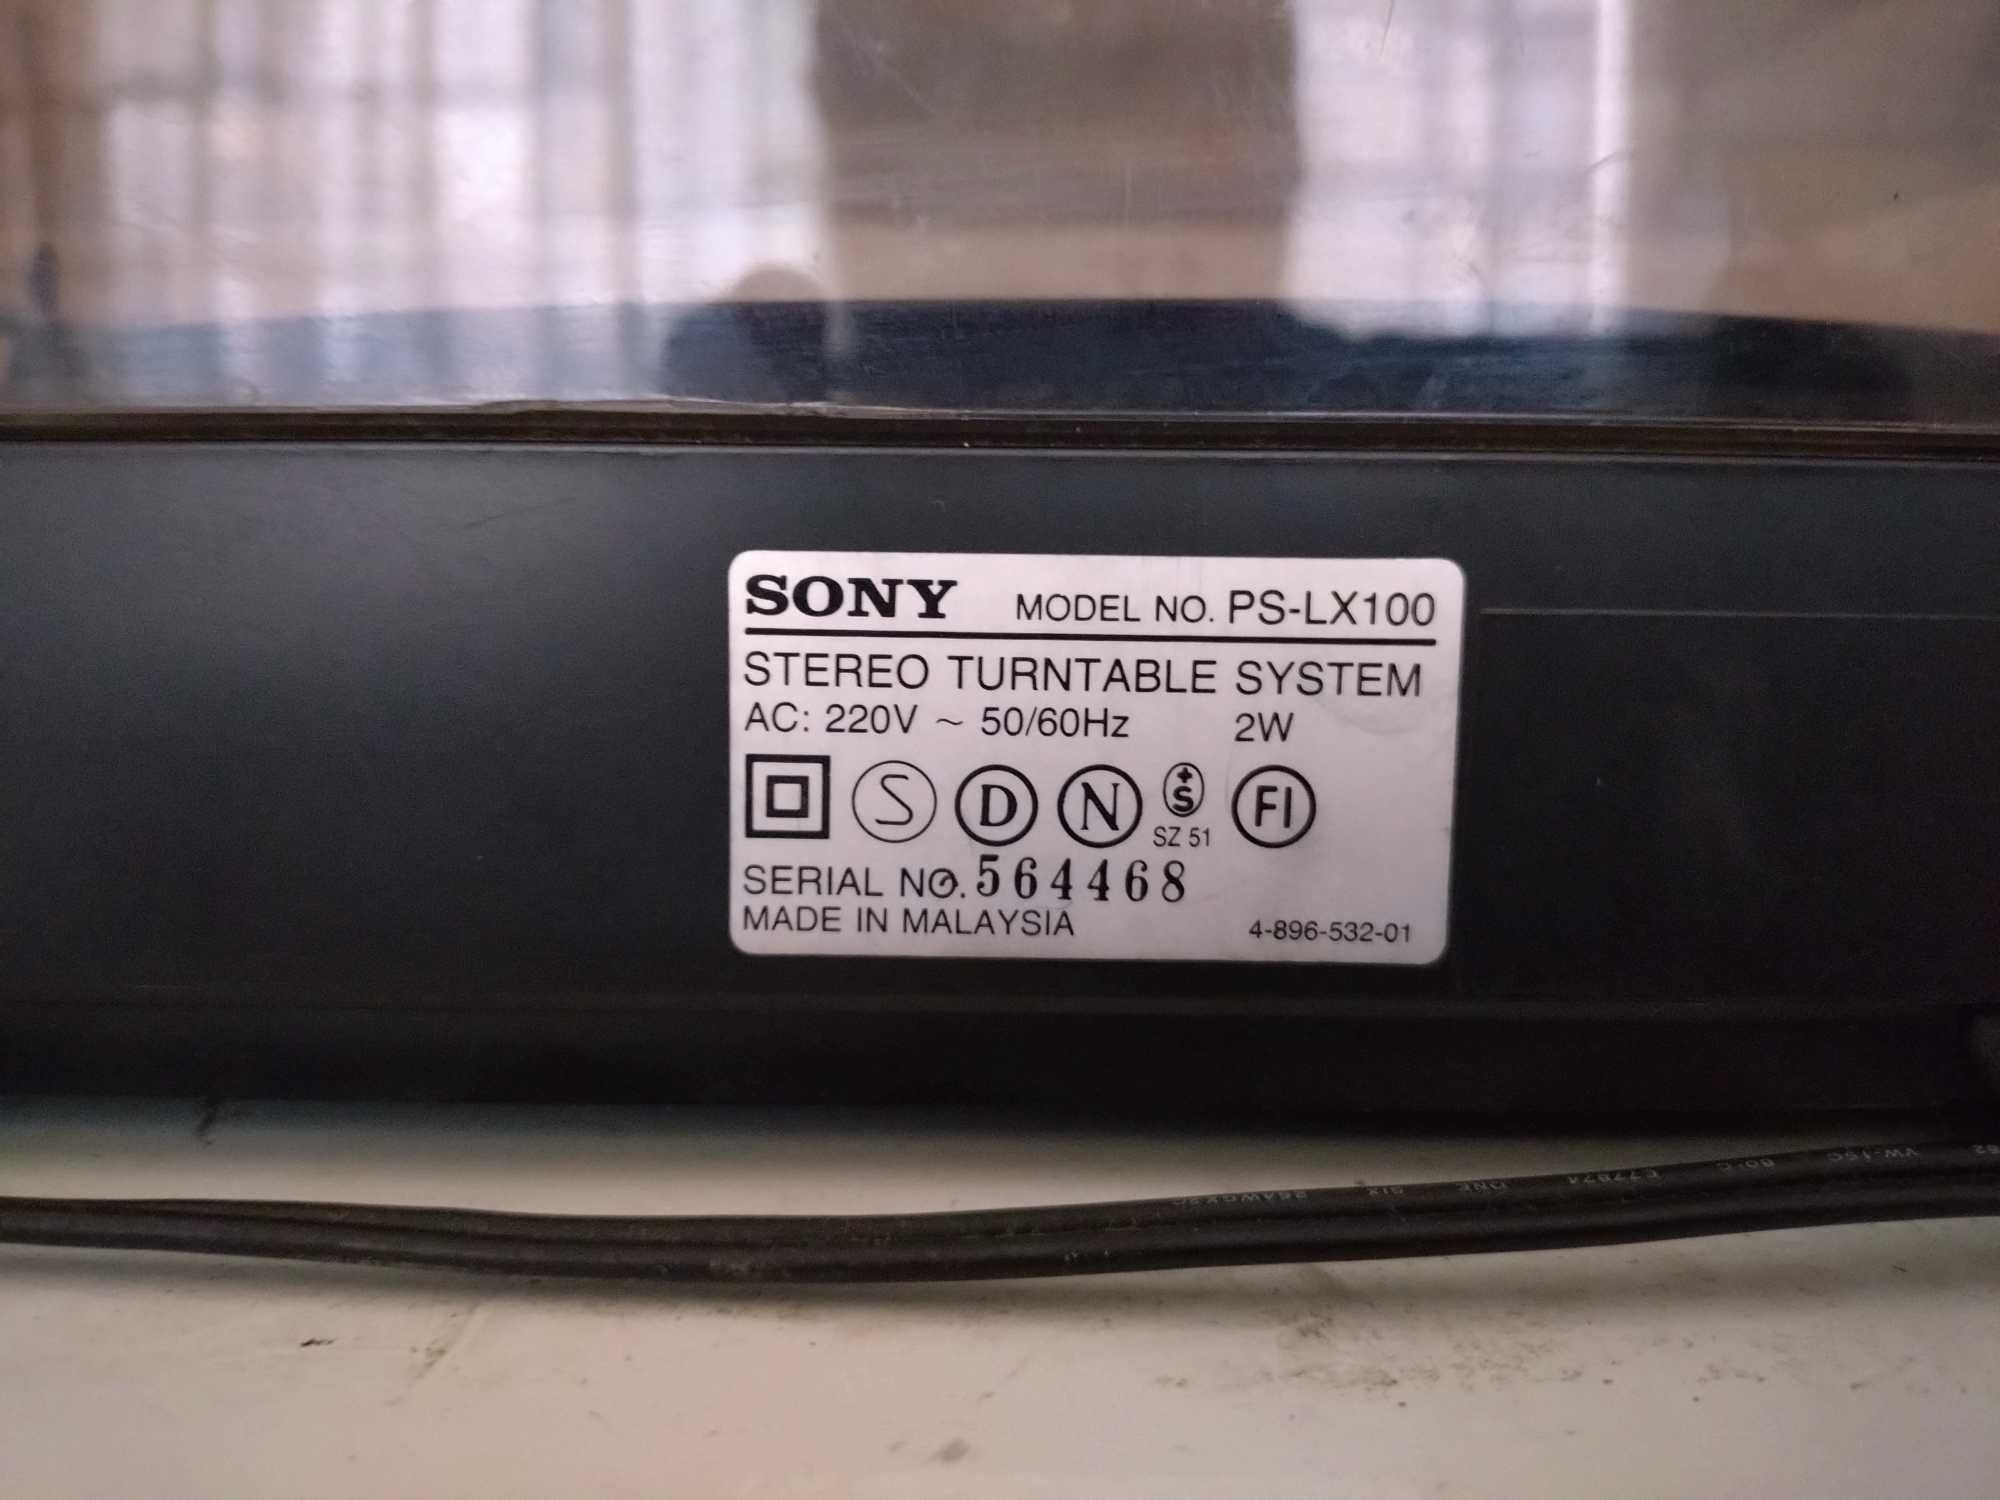 SONY MODEL NO. PS-LX100
STEREO TURNTABLE SYSTEM
AC: 220V ~ 50/60Hz 2W
S D N +S FI
SZ 51
SERIAL NO. 564468
MADE IN MALAYSIA 4-896-532-01